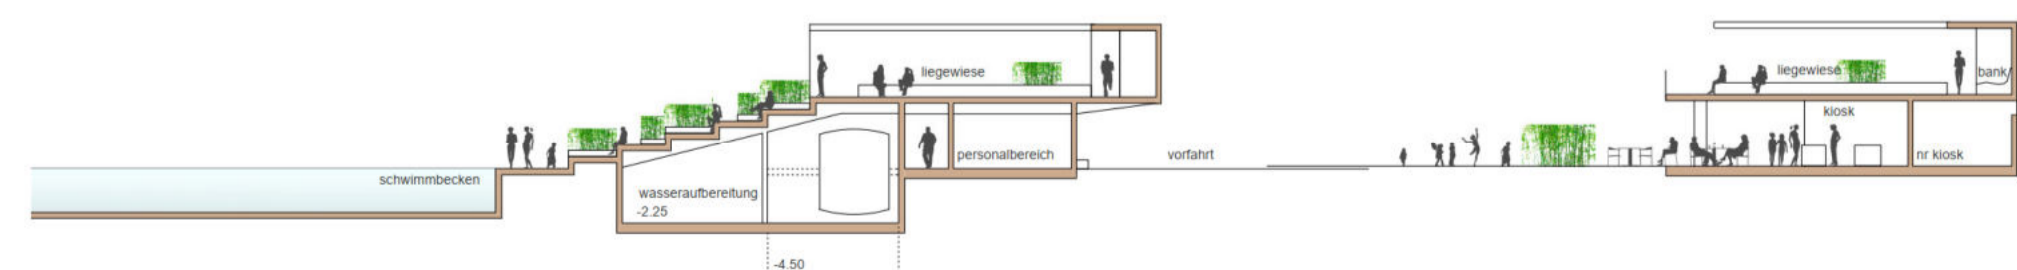 liegewiese
liegewiese
bank
kiosk
personalbereich
vorfahrt
nr kiosk
schwimmbecken
wasseraufbereitung
-2.25
-4.50